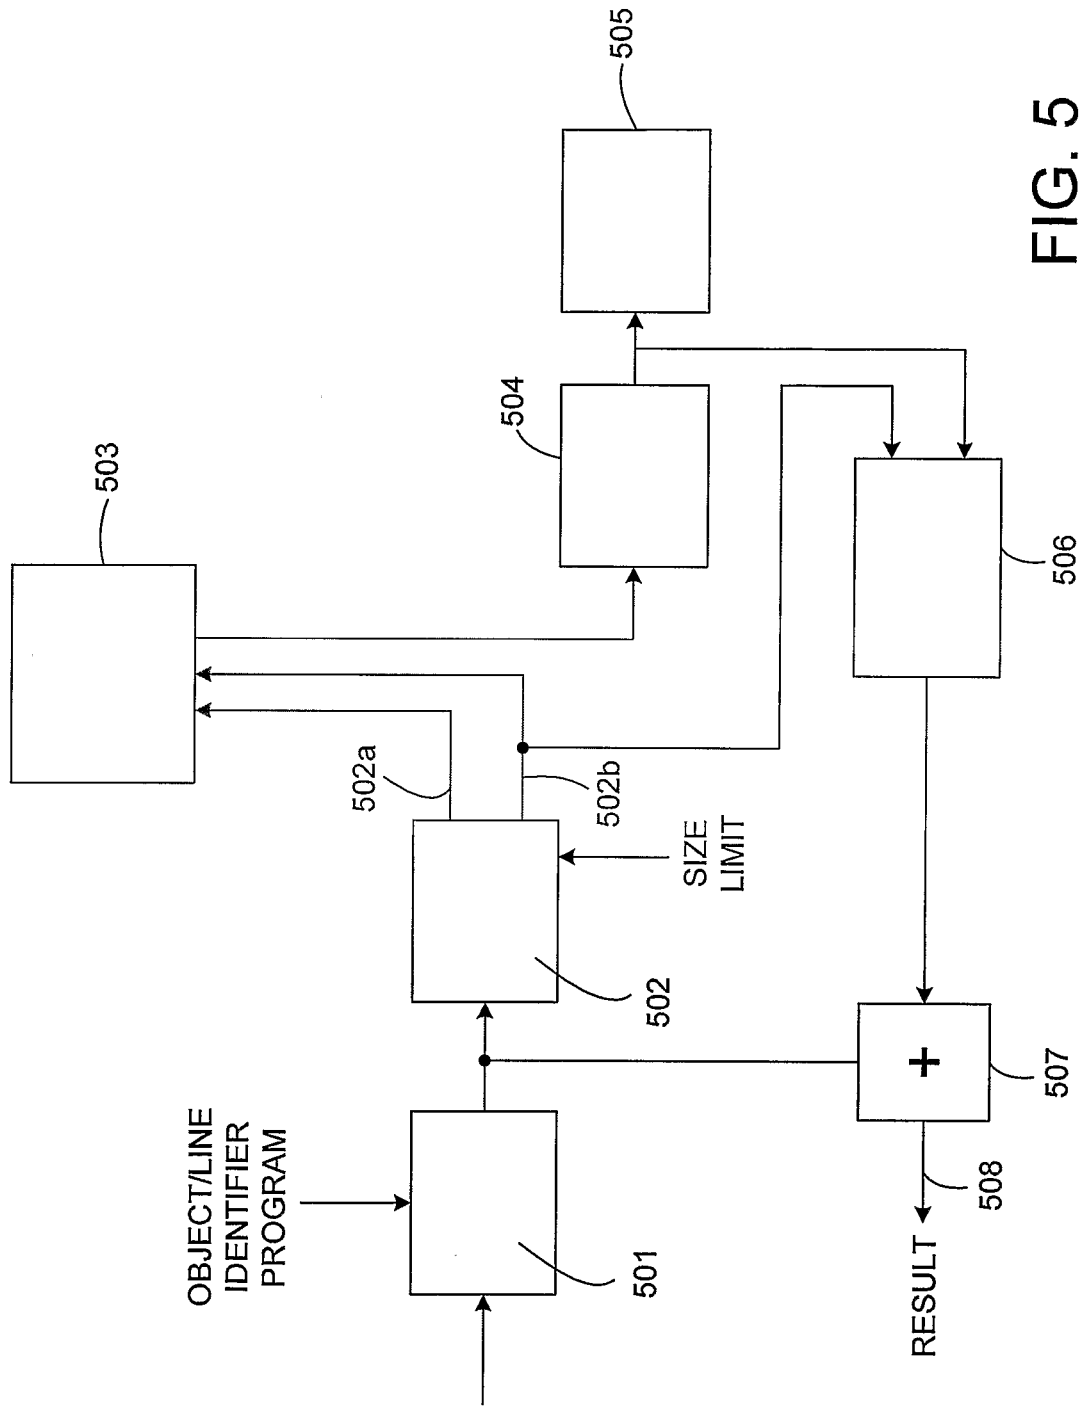 OBJECT/LINE
IDENTIFIER
PROGRAM
501
502
SIZE
LIMIT
502a
502b
503
504
505
506
507
+
508
RESULT
FIG. 5